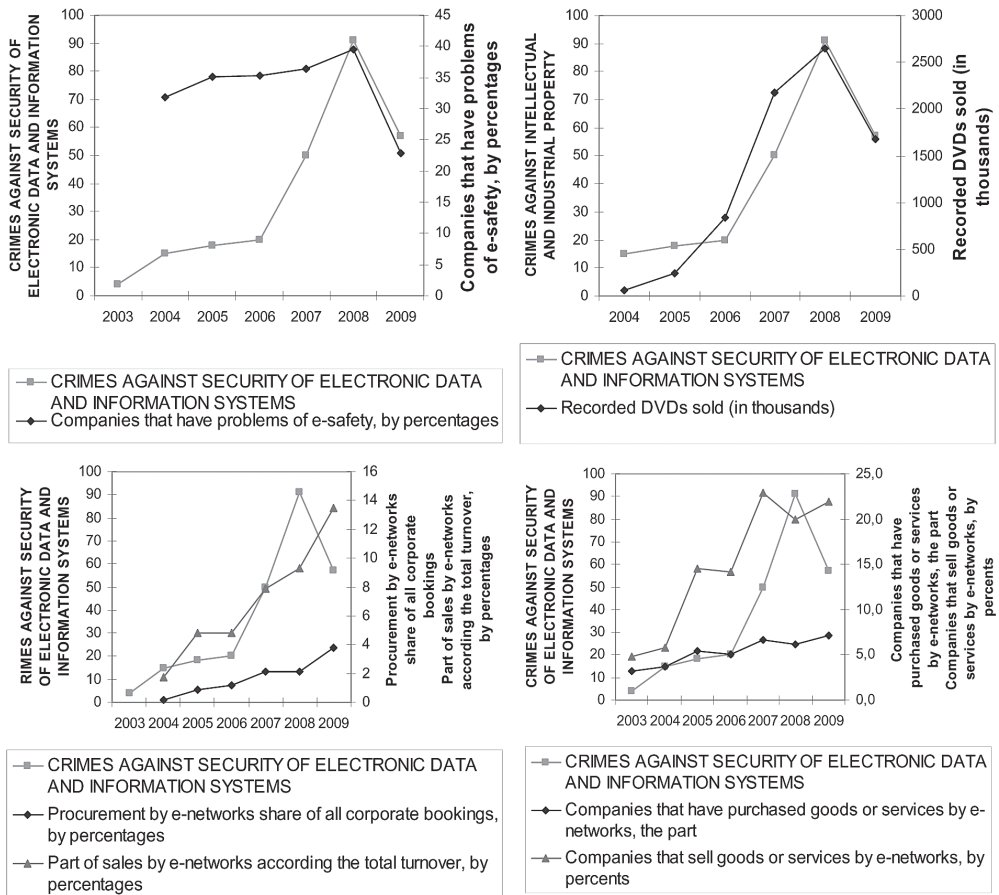 CRIMES AGAINST SECURITY OF
ELECTRONIC DATA AND INFORMATION
SYSTEMS
100
90
80
70
60
50
40
30
20
10
0
45
40
35
30
25
20
15
10
5
0
Companies that have problems
of e-safety, by percentages
2003 2004 2005 2006 2007 2008 2009
CRIMES AGAINST SECURITY OF ELECTRONIC DATA
AND INFORMATION SYSTEMS
Companies that have problems of e-safety, by percentages
CRIMES AGAINST INTELLECTUAL
AND INDUSTRIAL PROPERTY
100
90
80
70
60
50
40
30
20
10
0
3000
2500
2000
1500
1000
500
0
Recorded DVDs sold (in
thousands)
2004 2005 2006 2007 2008 2009
CRIMES AGAINST SECURITY OF ELECTRONIC DATA
AND INFORMATION SYSTEMS
Recorded DVDs sold (in thousands)
RIMES AGAINST SECURITY
OF ELECTRONIC DATA AND
INFORMATION SYSTEMS
100
90
80
70
60
50
40
30
20
10
0
16
14
12
10
8
6
4
2
0
Procurement by e-networks
share of all corporate
bookings
Part of sales by e-networks
according the total turnover,
by percentages
2003 2004 2005 2006 2007 2008 2009
CRIMES AGAINST SECURITY OF ELECTRONIC DATA
AND INFORMATION SYSTEMS
Procurement by e-networks share of all corporate bookings,
by percentages
Part of sales by e-networks according the total turnover, by
percentages
CRIMES AGAINST SECURITY
OF ELECTRONIC DATA AND
INFORMATION SYSTEMS
100
90
80
70
60
50
40
30
20
10
0
25,0
20,0
15,0
10,0
5,0
0,0
Companies that have
purchased goods or services
by e-networks, the part
Companies that sell goods or
services by e-networks, by
percents
2003 2004 2005 2006 2007 2008 2009
CRIMES AGAINST SECURITY OF ELECTRONIC DATA
AND INFORMATION SYSTEMS
Companies that have purchased goods or services by e-
networks, the part
Companies that sell goods or services by e-networks, by
percents